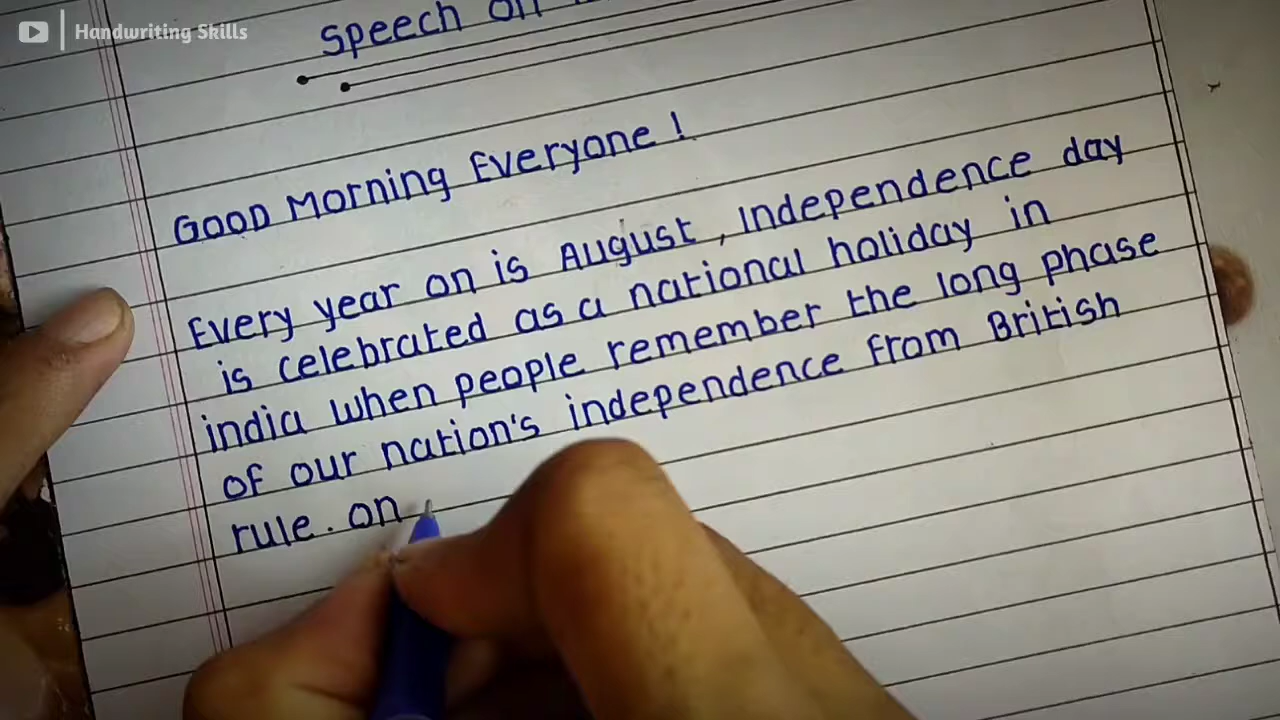 Handwriting Skills
Speech on
Good Morning Everyone !
Every year on is August, Independence day
is celebrated as a national holiday in
india when people remember the long phase
of our nation's independence from British
rule. on